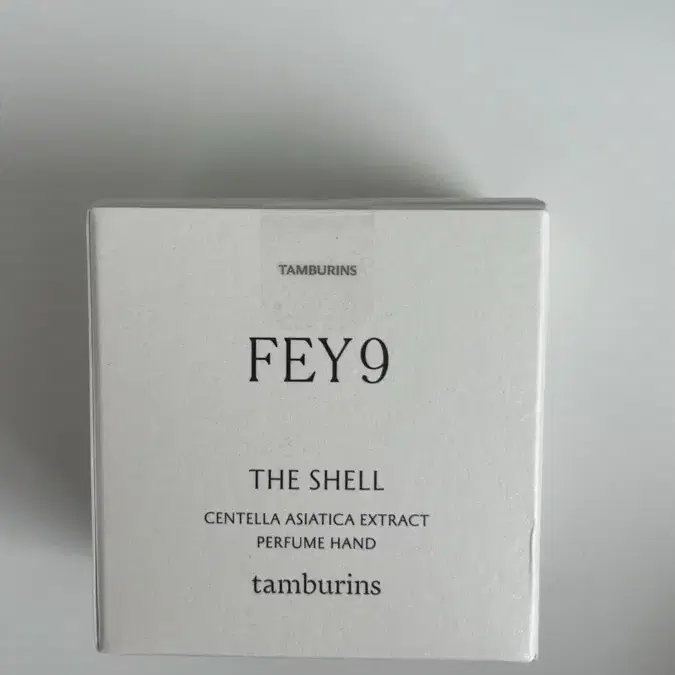 TAMBURINS
FEY9
THE SHELL
CENTELLA ASIATICA EXTRACT
PERFUME HAND
tamburins